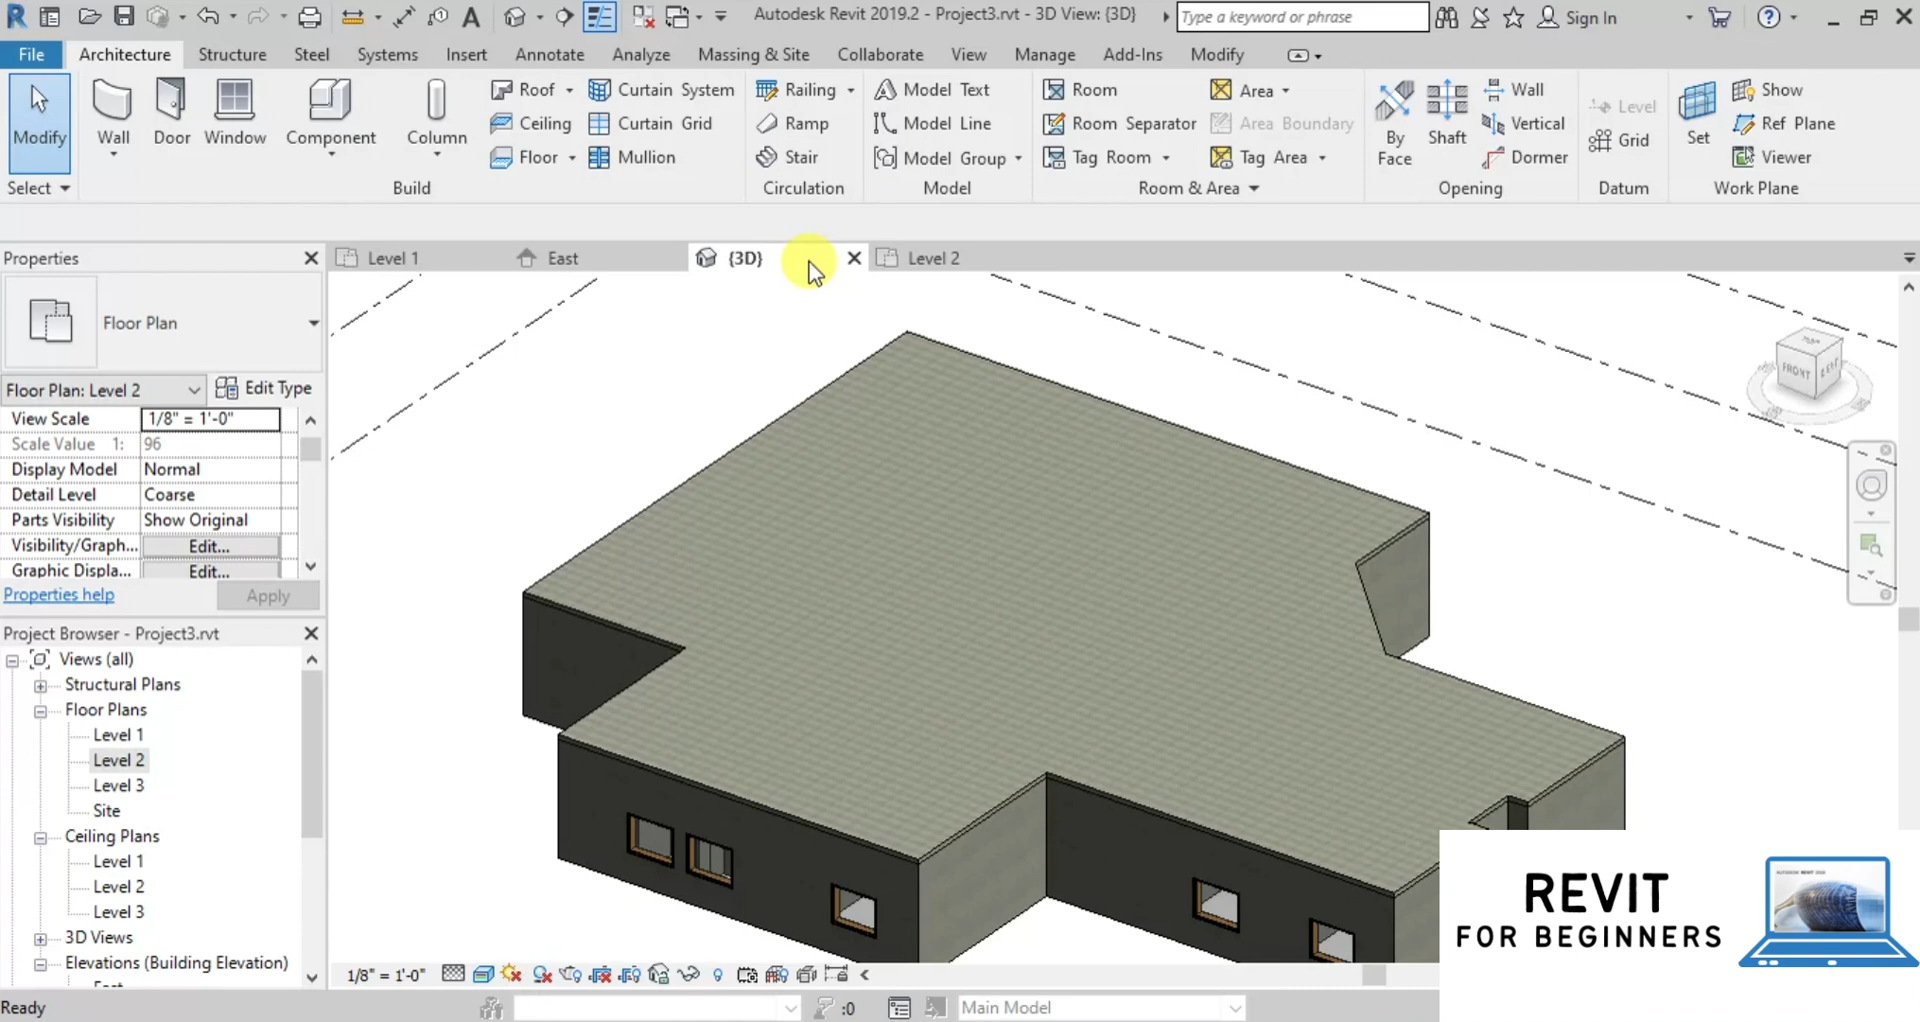 Autodesk Revit 2019.2 - Project3.rvt - 3D View: {3D}
Type a keyword or phrase
Sign In
File Architecture Structure Steel Systems Insert Annotate Analyze Massing & Site Collaborate View Manage Add-Ins Modify
Modify
Select
Wall
Door
Window
Component
Column
Roof
Ceiling
Floor
Curtain System
Curtain Grid
Mullion
Build
Railing
Ramp
Stair
Circulation
Model Text
Model Line
Model Group
Model
Room
Room Separator
Tag Room
Area
Area Boundary
Tag Area
Room & Area
By
Face
Shaft
Wall
Vertical
Dormer
Opening
Level
Grid
Datum
Set
Show
Ref Plane
Viewer
Work Plane
Properties
Level 1
East
{3D}
Level 2
Floor Plan
Floor Plan: Level 2
Edit Type
View Scale 1/8" = 1'-0"
Scale Value 1: 96
Display Model Normal
Detail Level Coarse
Parts Visibility Show Original
Visibility/Graph... Edit...
Graphic Displa... Edit...
Properties help
Apply
Project Browser - Project3.rvt
Views (all)
Structural Plans
Floor Plans
Level 1
Level 2
Level 3
Site
Ceiling Plans
Level 1
Level 2
Level 3
3D Views
Elevations (Building Elevation)
FRONT
1/8" = 1'-0"
Ready
:0
Main Model
REVIT
FOR BEGINNERS